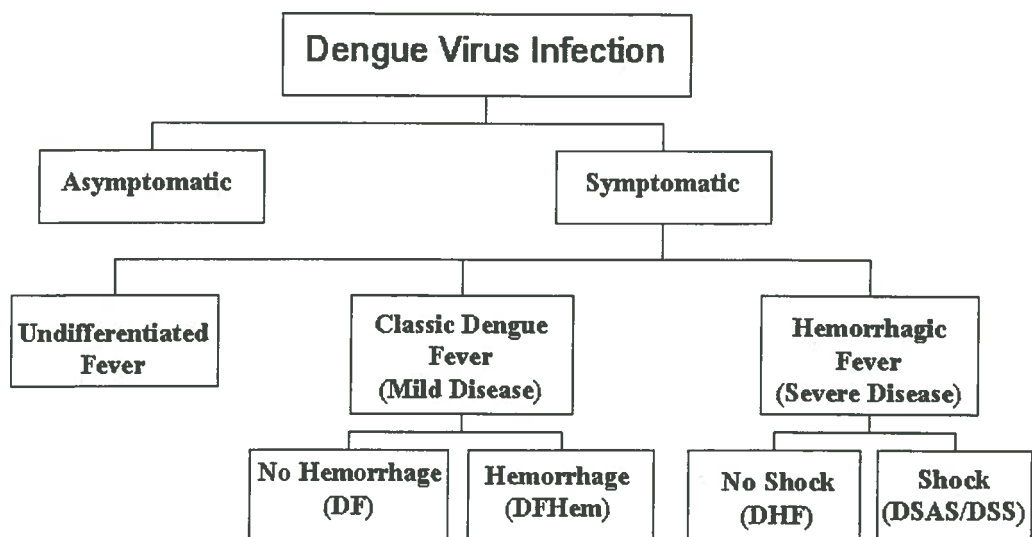 Dengue Virus Infection
Asymptomatic
Symptomatic
Undifferentiated
Fever
Classic Dengue
Fever
(Mild Disease)
Hemorrhagic
Fever
(Severe Disease)
No Hemorrhage
(DF)
Hemorrhage
(DFHem)
No Shock
(DHF)
Shock
(DSAS/DSS)